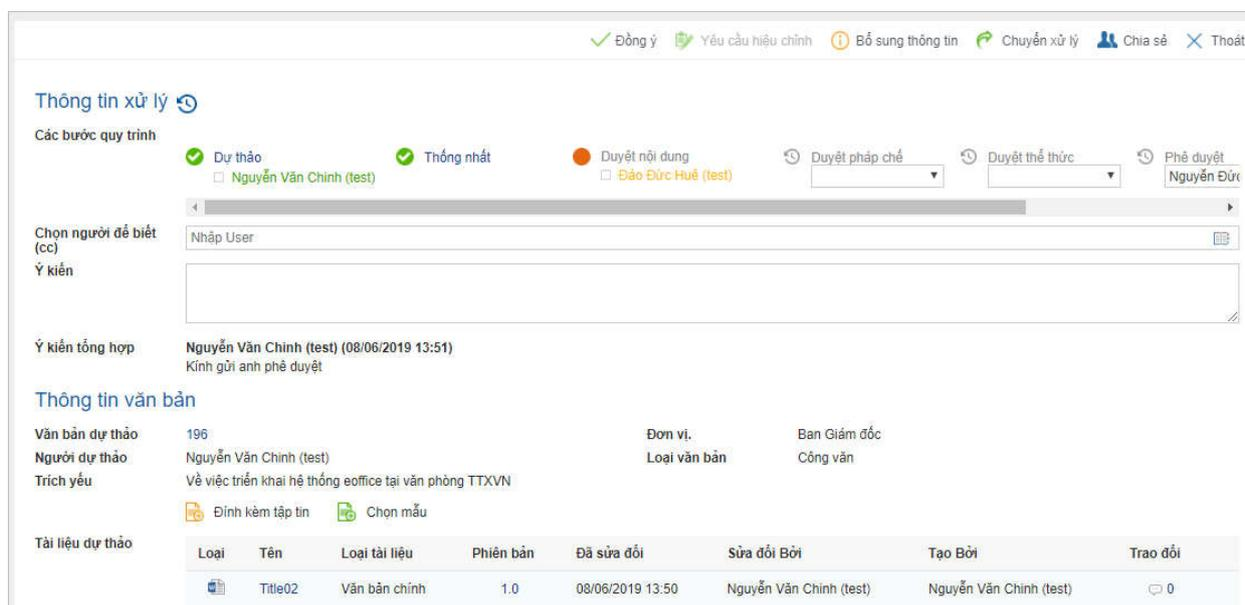 Đồng ý Yêu cầu hiệu chỉnh Bổ sung thông tin Chuyển xử lý Chia sẻ Thoát
Thông tin xử lý
Các bước quy trình
Dự thảo Thống nhất Duyệt nội dung Duyệt pháp chế Duyệt thể thức Phê duyệt
Nguyễn Văn Chinh (test) Đào Đức Huê (test) Nguyễn Đức
Chọn người để biết
(cc)
Nhập User
Ý kiến
Ý kiến tổng hợp Nguyễn Văn Chinh (test) (08/06/2019 13:51)
Kính gửi anh phê duyệt
Thông tin văn bản
Văn bản dự thảo 196 Đơn vị. Ban Giám đốc
Người dự thảo Nguyễn Văn Chinh (test) Loại văn bản Công văn
Trích yếu Về việc triển khai hệ thống eoffice tại văn phòng TTXVN
Đính kèm tập tin Chọn mẫu
Tài liệu dự thảo
Loại Tên Loại tài liệu Phiên bản Đã sửa đổi Sửa đổi Bởi Tạo Bởi Trao đổi
Title02 Văn bản chính 1.0 08/06/2019 13:50 Nguyễn Văn Chinh (test) Nguyễn Văn Chinh (test) 0